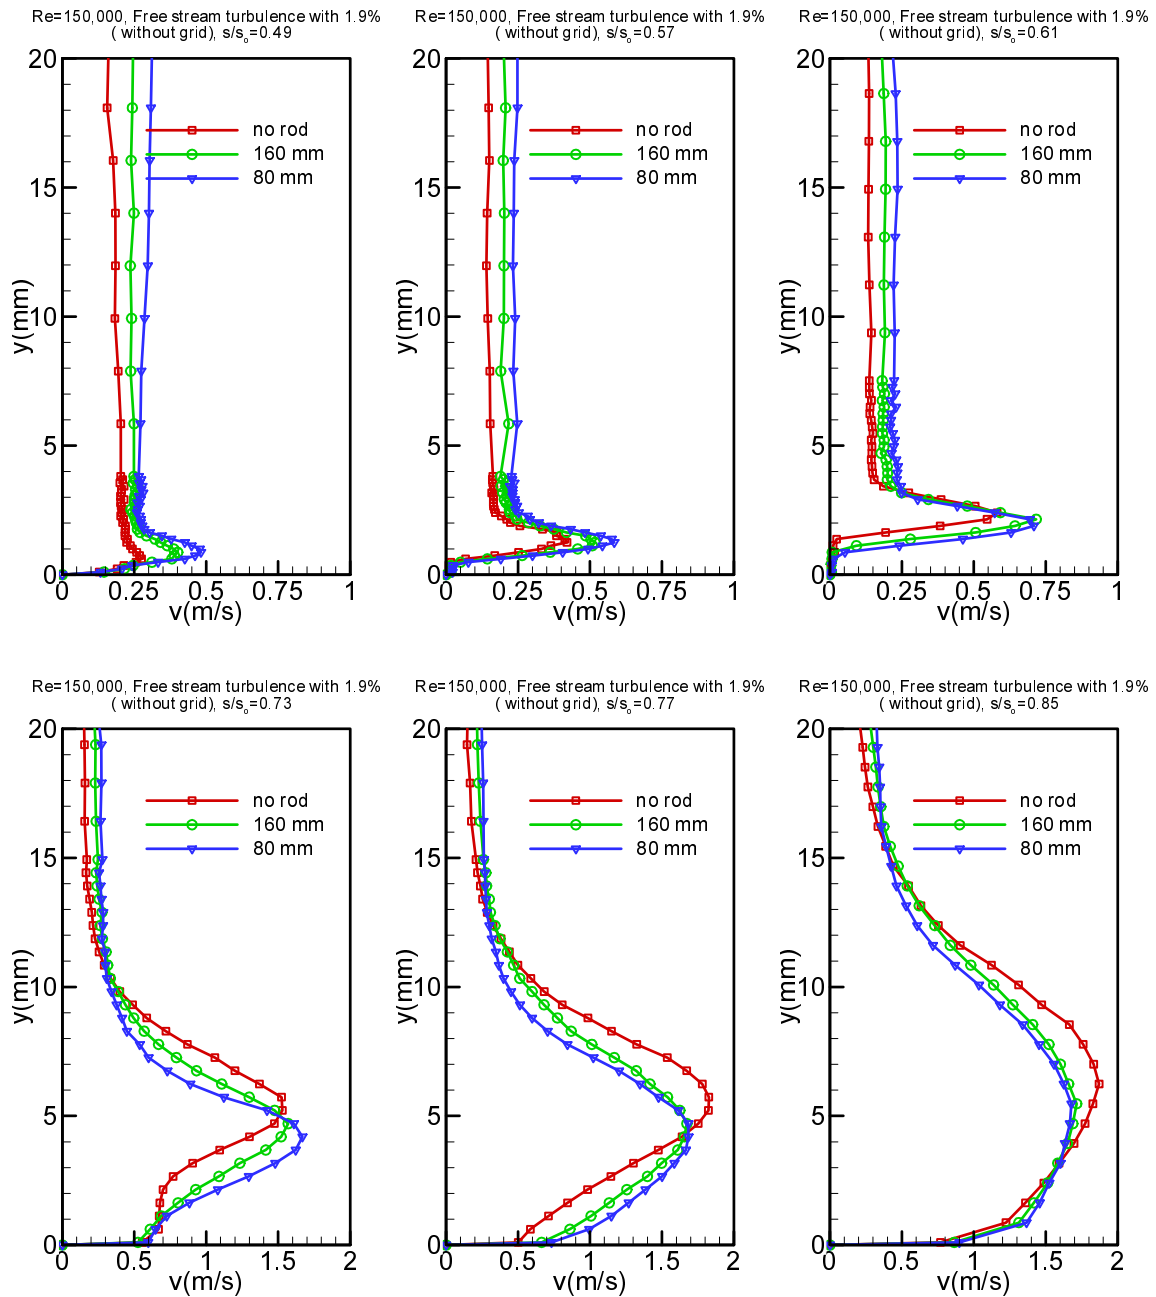 Re=150,000, Free stream turbulence with 1.9%
( without grid), s/sₒ=0.49
20
15
10
5
0
y(mm)
no rod
160 mm
80 mm
0 0.25 0.5 0.75 1
v(m/s)
Re=150,000, Free stream turbulence with 1.9%
( without grid), s/sₒ=0.57
20
15
10
5
0
y(mm)
no rod
160 mm
80 mm
0 0.25 0.5 0.75 1
v(m/s)
Re=150,000, Free stream turbulence with 1.9%
( without grid), s/sₒ=0.61
20
15
10
5
0
y(mm)
no rod
160 mm
80 mm
0 0.25 0.5 0.75 1
v(m/s)
Re=150,000, Free stream turbulence with 1.9%
( without grid), s/sₒ=0.73
20
15
10
5
0
y(mm)
no rod
160 mm
80 mm
0 0.5 1 1.5 2
v(m/s)
Re=150,000, Free stream turbulence with 1.9%
( without grid), s/sₒ=0.77
20
15
10
5
0
y(mm)
no rod
160 mm
80 mm
0 0.5 1 1.5 2
v(m/s)
Re=150,000, Free stream turbulence with 1.9%
( without grid), s/sₒ=0.85
20
15
10
5
0
y(mm)
no rod
160 mm
80 mm
0 0.5 1 1.5 2
v(m/s)